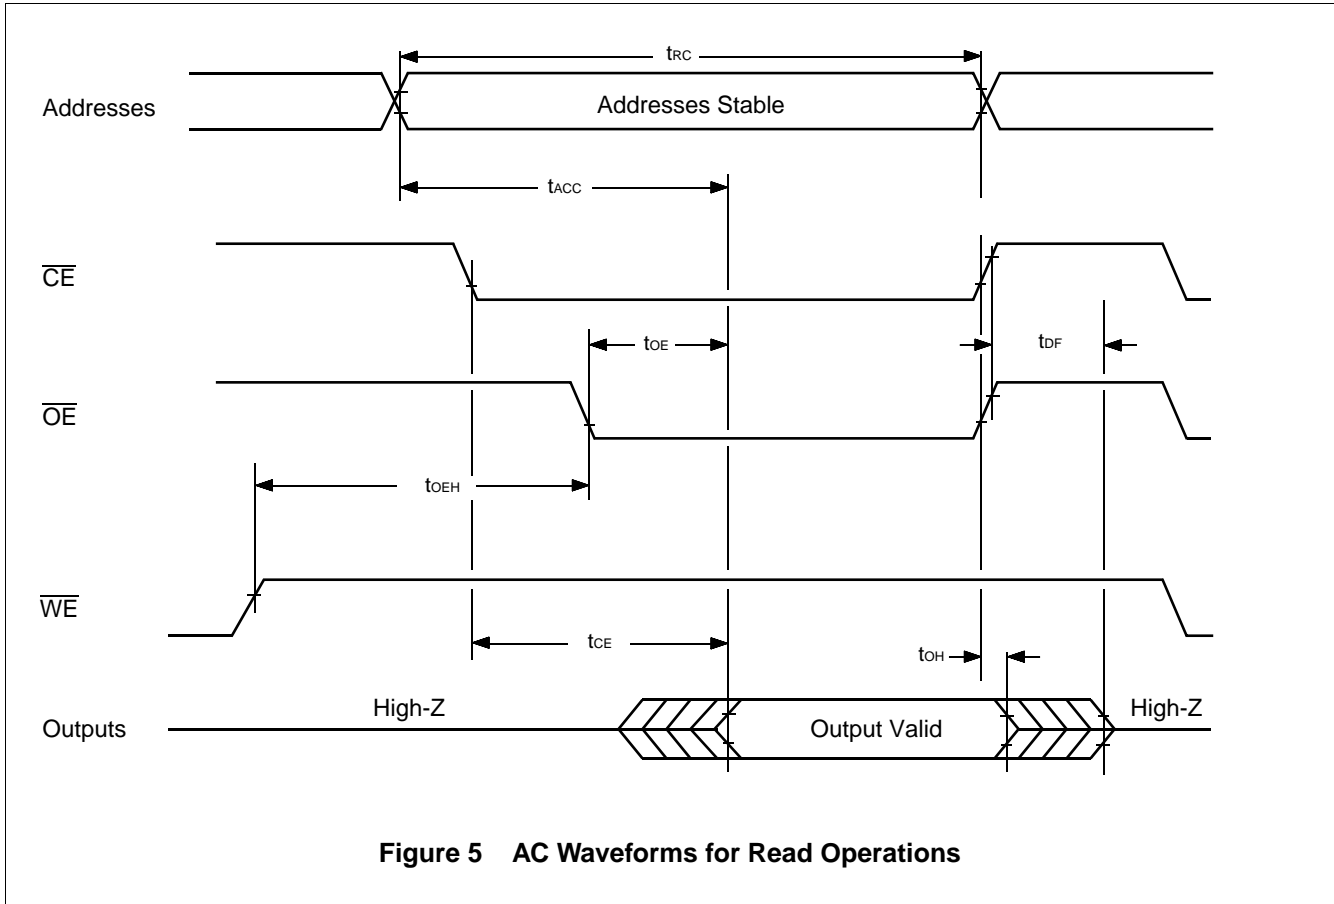 tRC
Addresses
Addresses Stable
tACC
CE
tOE
tDF
OE
tOEH
WE
tCE
tOH
High-Z
High-Z
Outputs
Output Valid
Figure 5 AC Waveforms for Read Operations